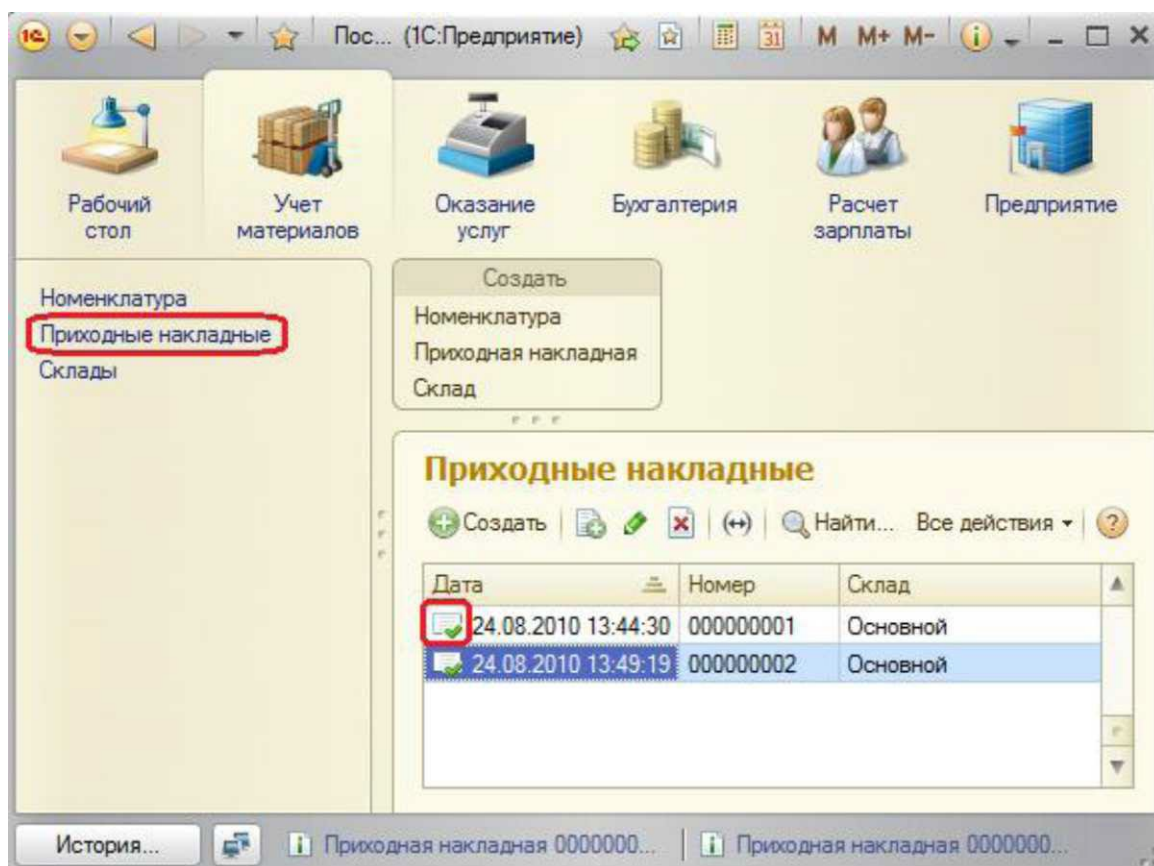 1С Пос... (1С:Предприятие) 31 M M+ M-
Рабочий стол
Учет материалов
Оказание услуг
Бухгалтерия
Расчет зарплаты
Предприятие
Номенклатура
Приходные накладные
Склады
Создать
Номенклатура
Приходная накладная
Склад
Приходные накладные
Создать Найти... Все действия ?
Дата Номер Склад
24.08.2010 13:44:30 000000001 Основной
24.08.2010 13:49:19 000000002 Основной
История... Приходная накладная 0000000... Приходная накладная 0000000...